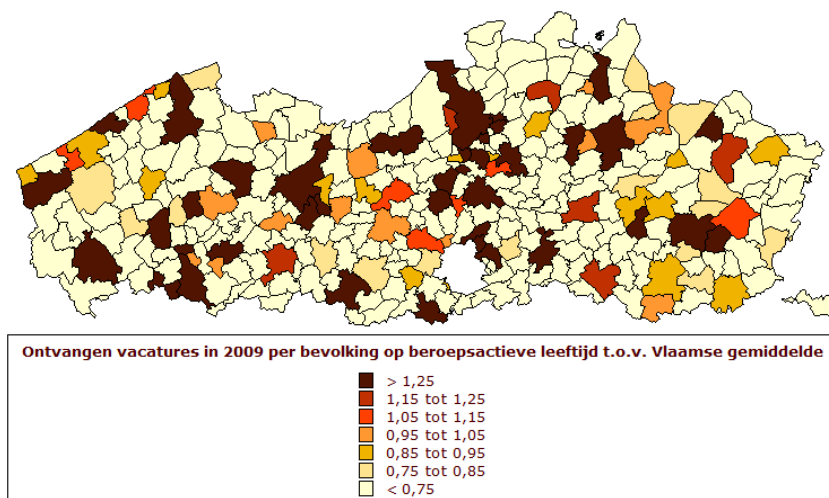 Ontvangen vacatures in 2009 per bevolking op beroepsactieve leeftijd t.o.v. Vlaamse gemiddelde
> 1,25
1,15 tot 1,25
1,05 tot 1,15
0,95 tot 1,05
0,85 tot 0,95
0,75 tot 0,85
< 0,75